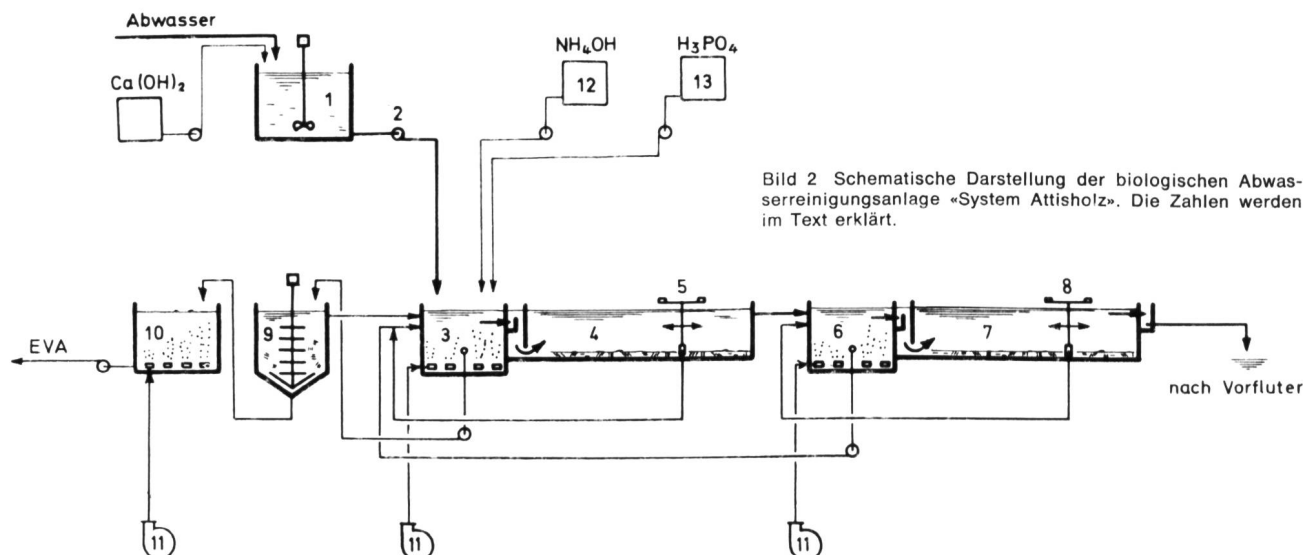 Abwasser
Ca(OH)₂
1
2
NH₄OH
12
H₃PO₄
13
Bild 2 Schematische Darstellung der biologischen Abwas-
serreinigungsanlage «System Attisholz». Die Zahlen werden
im Text erklärt.
EVA
10
9
3
4
5
6
7
8
nach Vorfluter
11
11
11